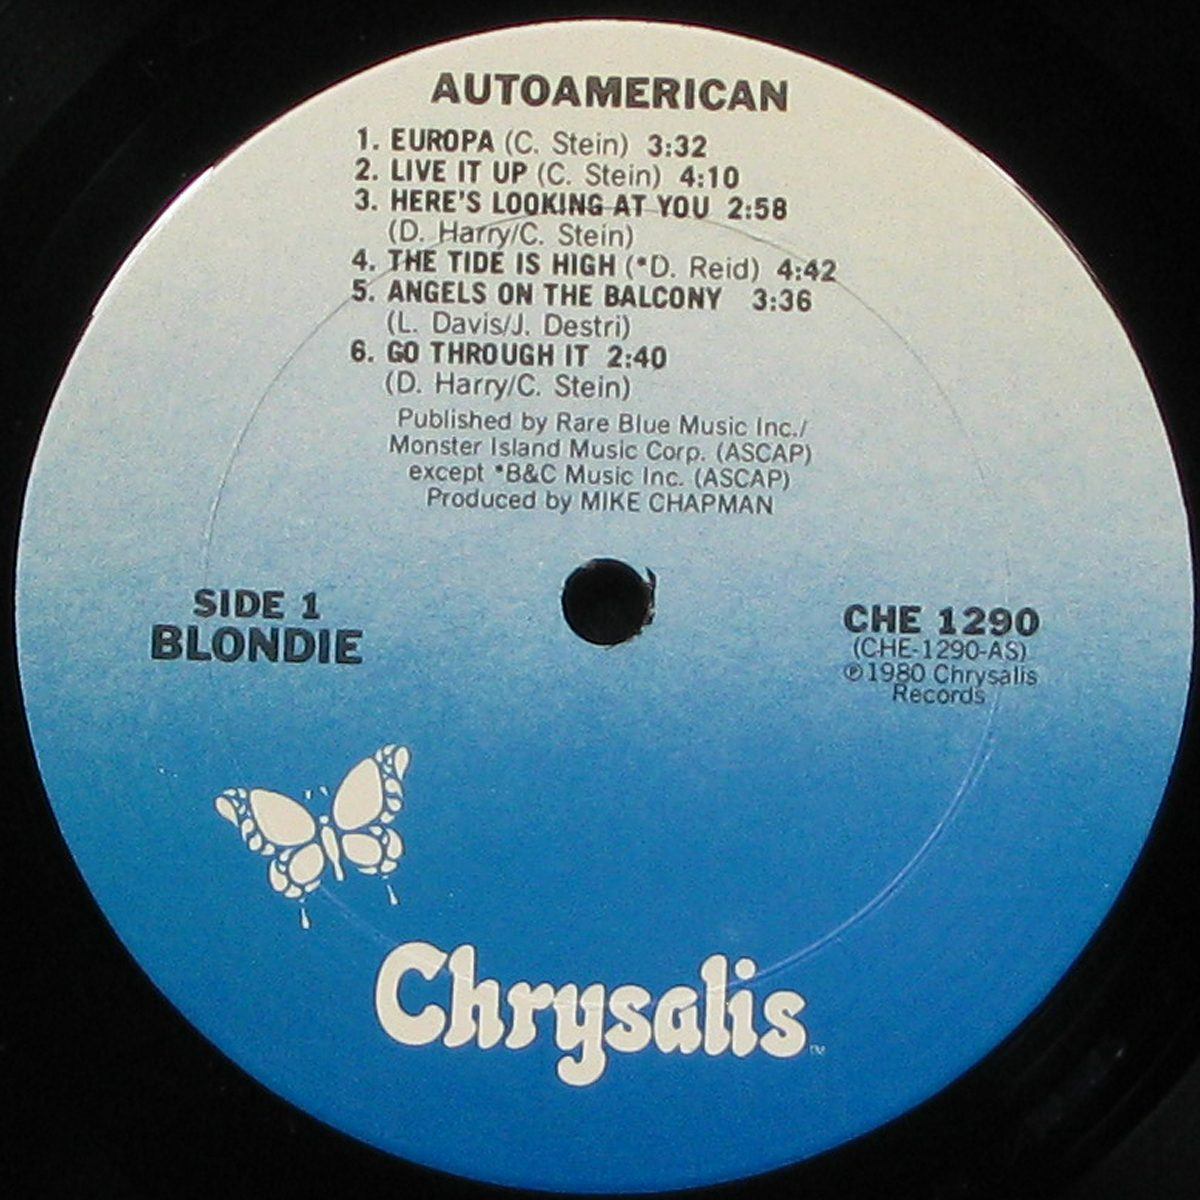 AUTOAMERICAN
1. EUROPA (C. Stein) 3:32
2. LIVE IT UP (C. Stein) 4:10
3. HERE'S LOOKING AT YOU 2:58
(D. Harry/C. Stein)
4. THE TIDE IS HIGH (*D. Reid) 4:42
5. ANGELS ON THE BALCONY 3:36
(L. Davis/J. Destri)
6. GO THROUGH IT 2:40
(D. Harry/C. Stein)
Published by Rare Blue Music Inc./
Monster Island Music Corp. (ASCAP)
except *B&C Music Inc. (ASCAP)
Produced by MIKE CHAPMAN
SIDE 1
BLONDIE
CHE 1290
(CHE-1290-AS)
℗1980 Chrysalis
Records
Chrysalis™